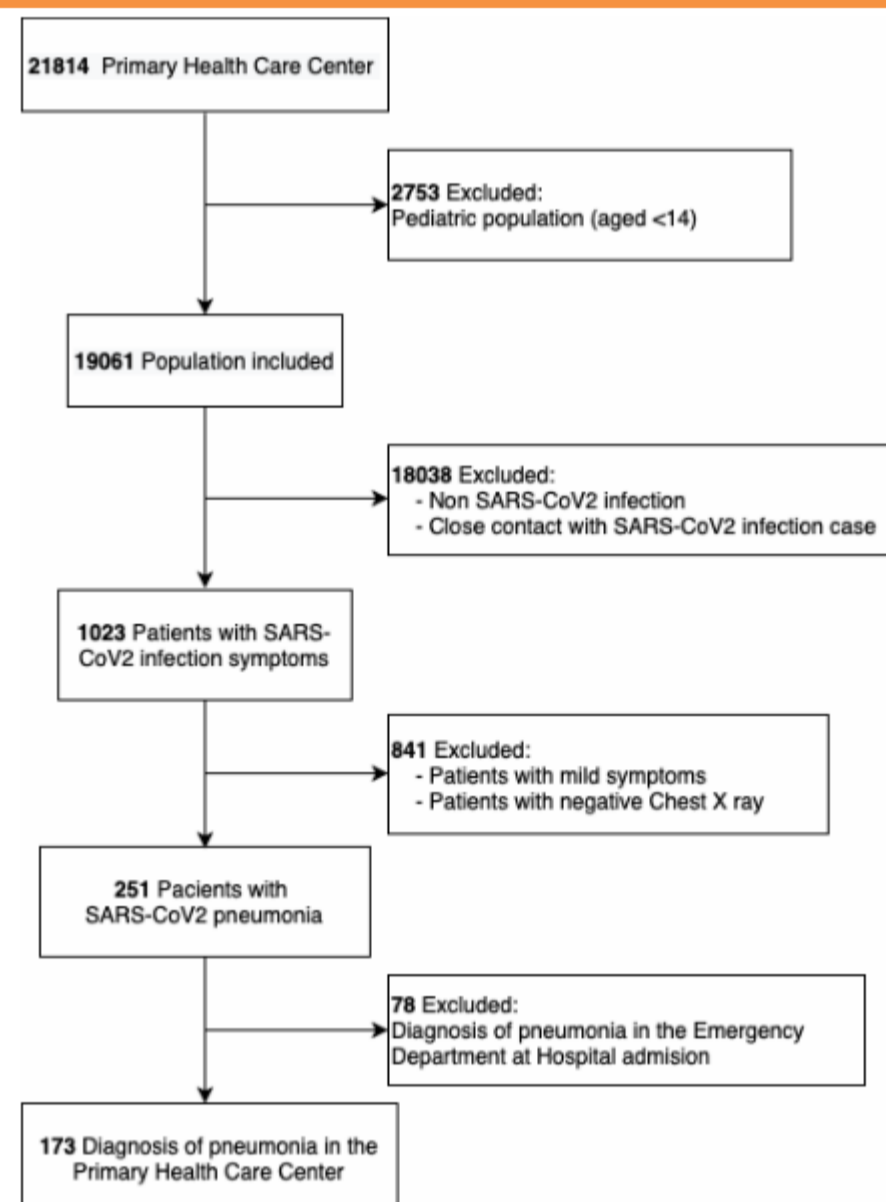 21814 Primary Health Care Center
2753 Excluded:
Pediatric population (aged <14)
19061 Population included
18038 Excluded:
- Non SARS-CoV2 infection
- Close contact with SARS-CoV2 infection case
1023 Patients with SARS-
CoV2 infection symptoms
841 Excluded:
- Patients with mild symptoms
- Patients with negative Chest X ray
251 Pacients with
SARS-CoV2 pneumonia
78 Excluded:
Diagnosis of pneumonia in the Emergency
Department at Hospital admision
173 Diagnosis of pneumonia in the
Primary Health Care Center